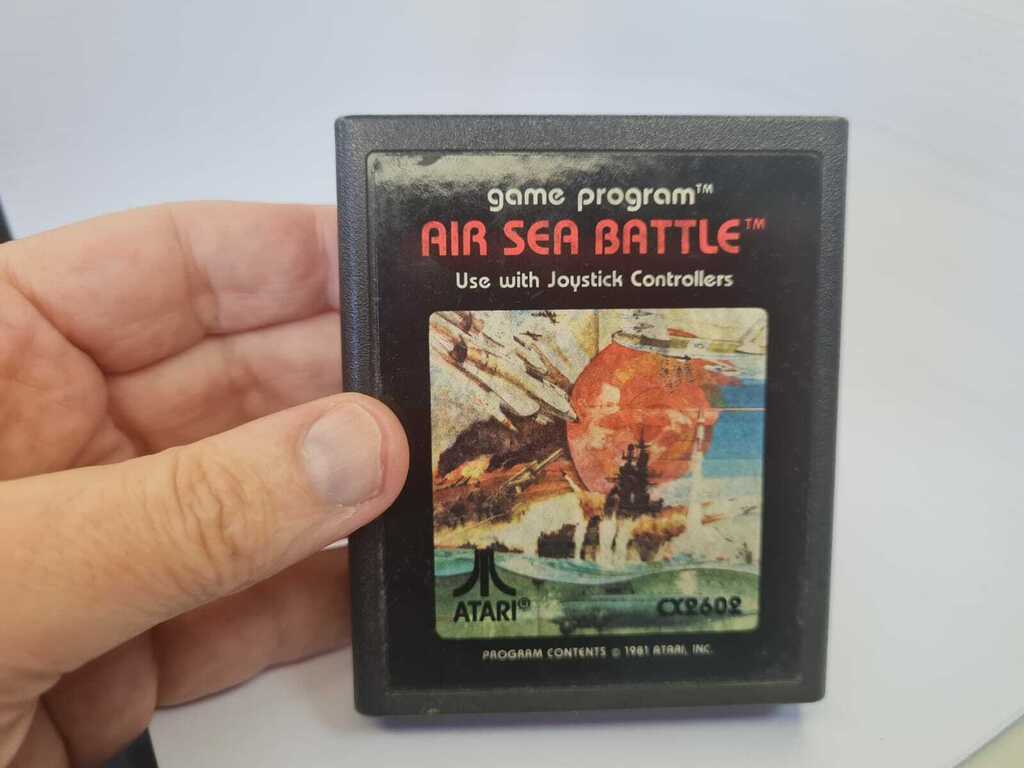 game program™
AIR SEA BATTLE™
Use with Joystick Controllers
ATARI®
CX2602
PROGRAM CONTENTS © 1981 ATARI, INC.